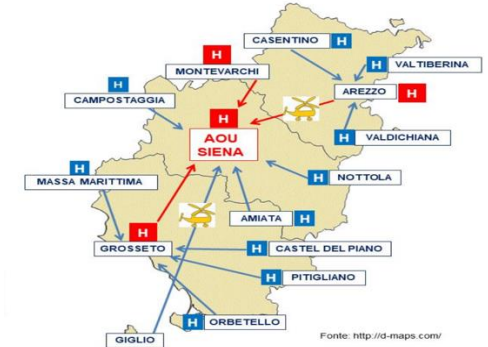 CASENTINO H
H
MONTEVARCHI
H VALTIBERINA
H
CAMPOSTAGGIA
AREZZO H
H
AOU
SIENA
H
VALDICHIANA
H
MASSA MARITTIMA
H NOTTOLA
AMIATA H
H
GROSSETO
H CASTEL DEL PIANO
H PITIGLIANO
H ORBETELLO
GIGLIO
Fonte: http://d-maps.com/